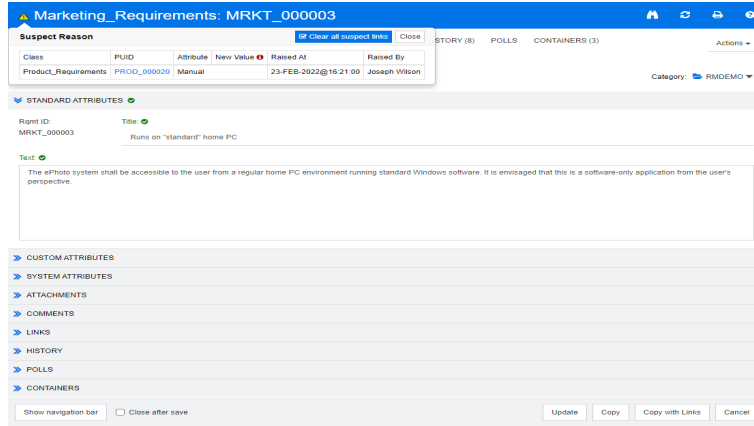 Marketing_Requirements: MRKT_000003
Suspect Reason
Clear all suspect links
Close
Class PUID Attribute New Value Raised At Raised By
Product_Requirements PROD_000020 Manual 23-FEB-2022@16:21:00 Joseph Wilson
STORY (8) POLLS CONTAINERS (3)
Actions
Category: RMDEMO
STANDARD ATTRIBUTES
Rqmt ID: Title:
MRKT_000003 Runs on "standard" home PC
Text:
The ePhoto system shall be accessible to the user from a regular home PC environment running standard Windows software. It is envisaged that this is a software-only application from the user's
perspective.
CUSTOM ATTRIBUTES
SYSTEM ATTRIBUTES
ATTACHMENTS
COMMENTS
LINKS
HISTORY
POLLS
CONTAINERS
Show navigation bar Close after save Update Copy Copy with Links Cancel